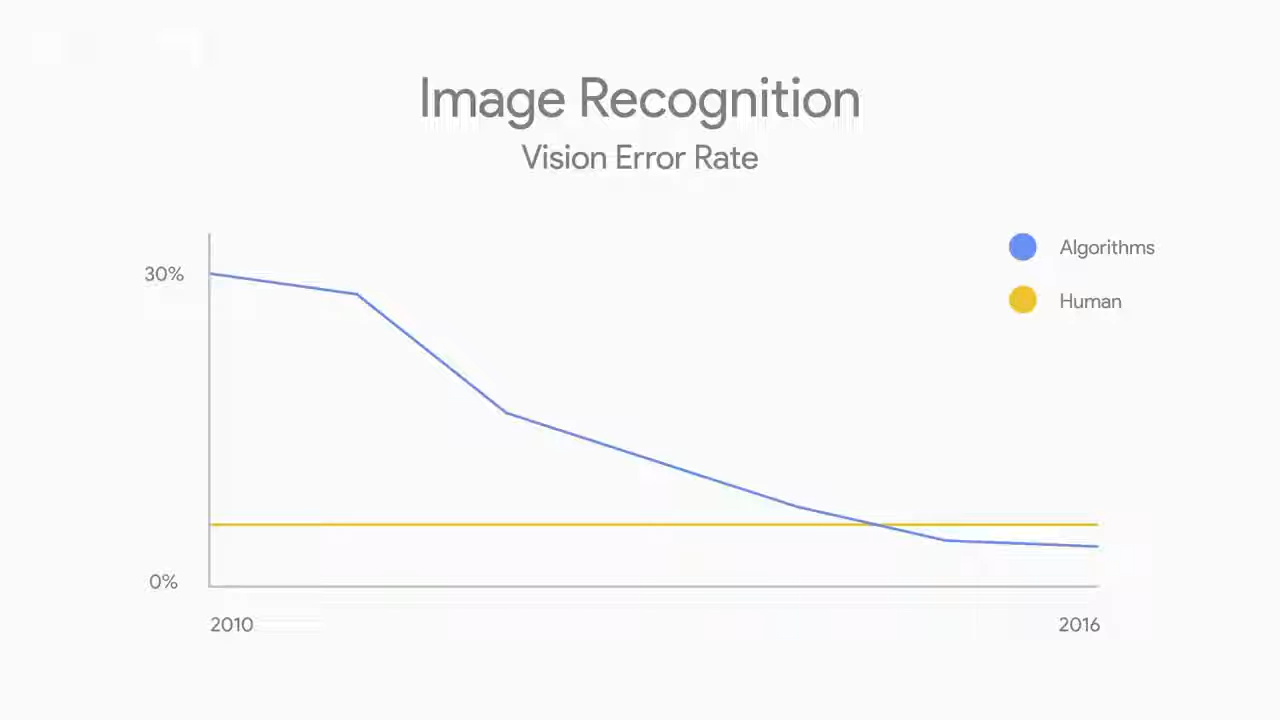 Image Recognition
Vision Error Rate
Algorithms
30%
Human
0%
2010
2016